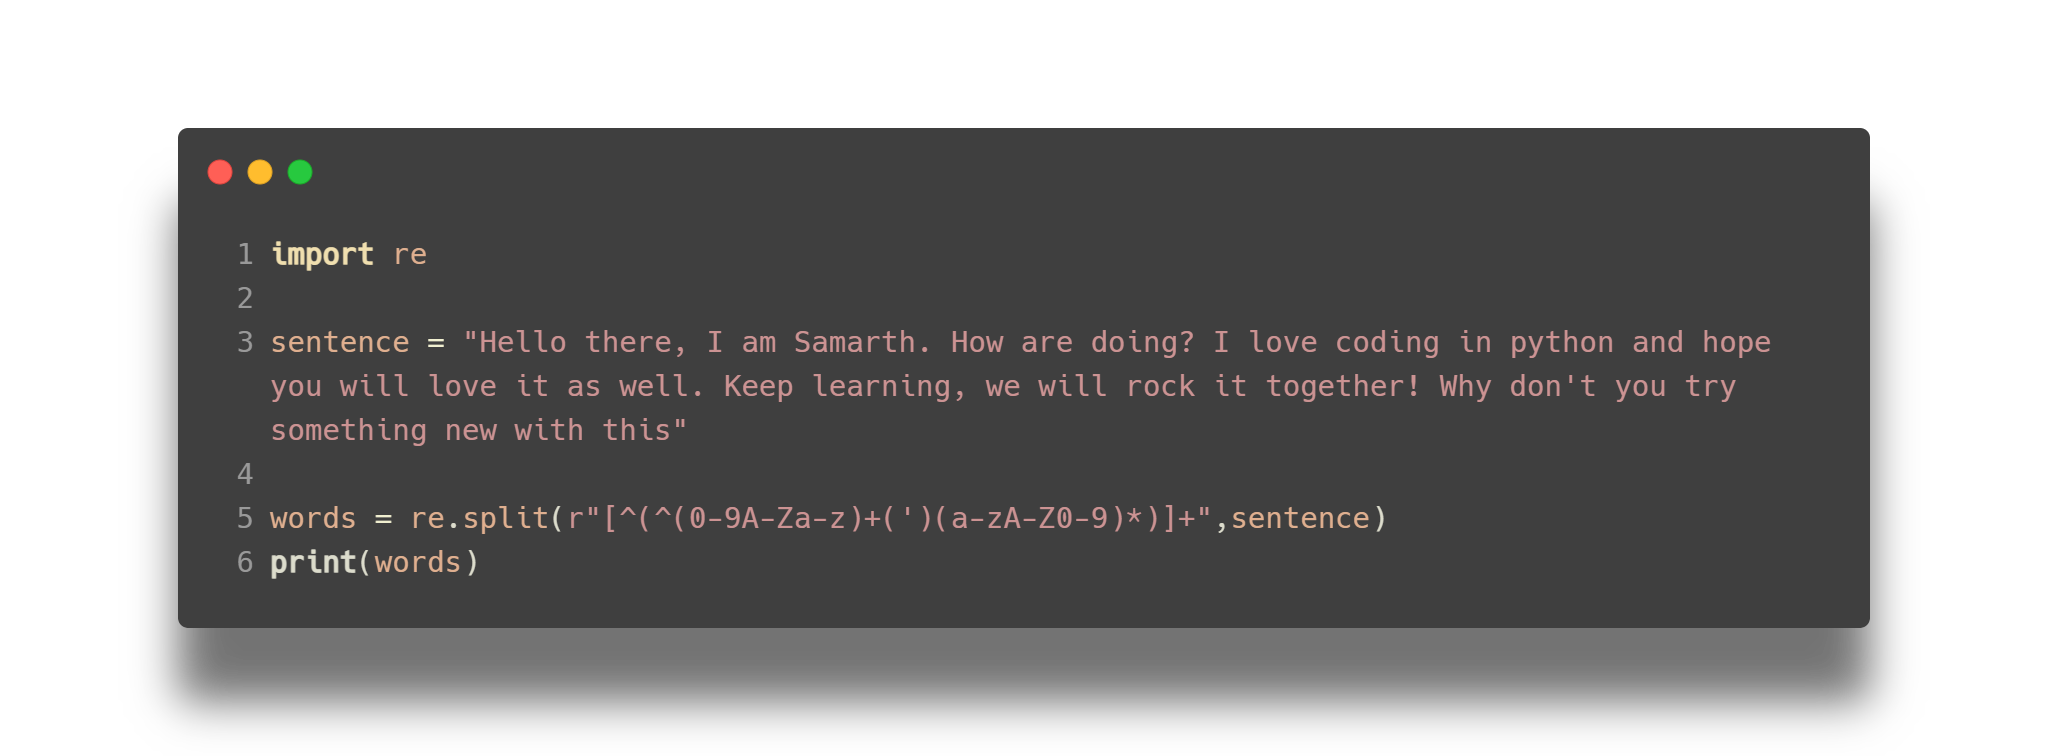 1 import re
2
3 sentence = "Hello there, I am Samarth. How are doing? I love coding in python and hope
you will love it as well. Keep learning, we will rock it together! Why don't you try
something new with this"
4
5 words = re.split(r"[^(^(0-9A-Za-z)+(')(a-zA-Z0-9)*)]+",sentence)
6 print(words)